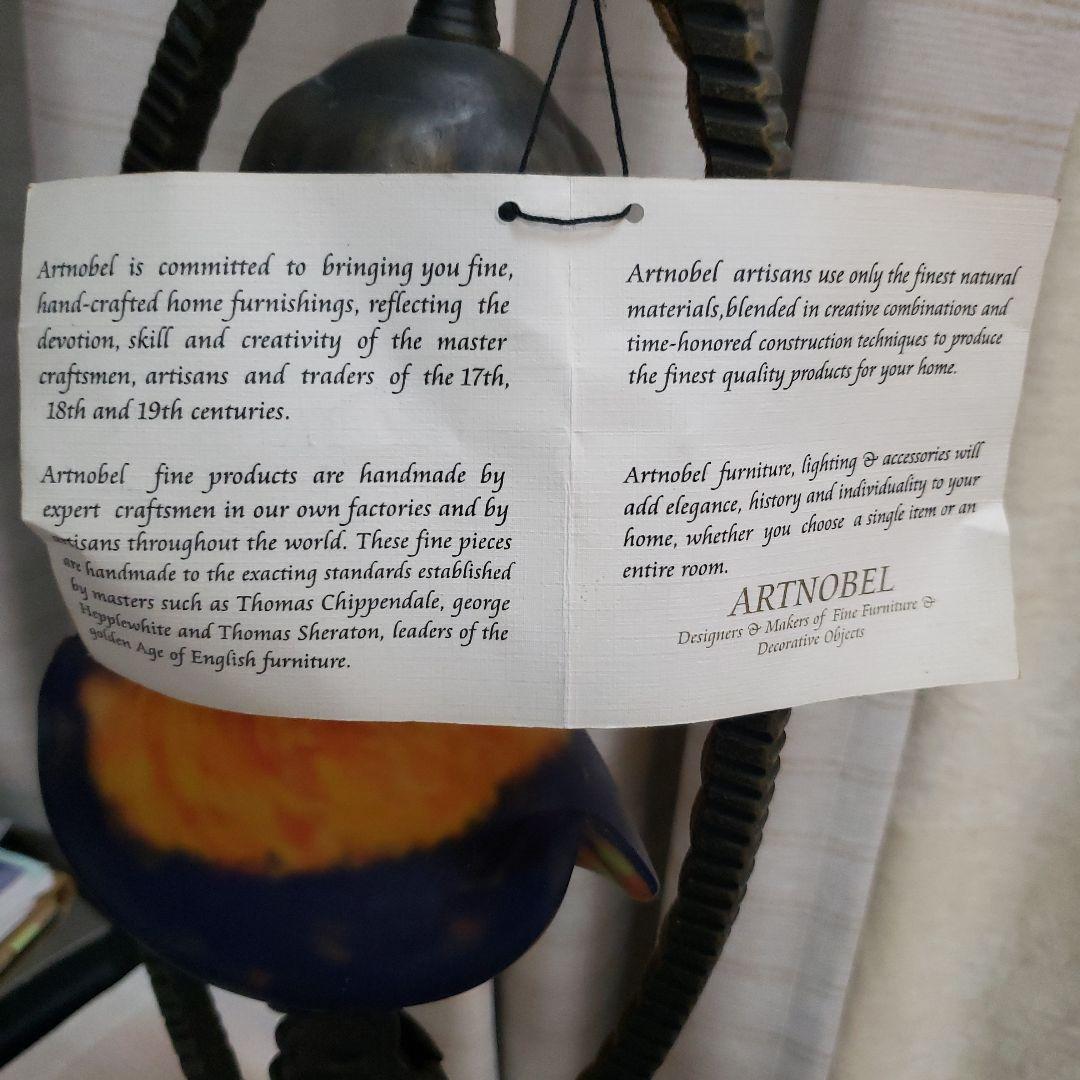 Artnobel is committed to bringing you fine,
hand-crafted home furnishings, reflecting the
devotion, skill and creativity of the master
craftsmen, artisans and traders of the 17th,
18th and 19th centuries.
Artnobel fine products are handmade by
expert craftsmen in our own factories and by
artisans throughout the world. These fine pieces
are handmade to the exacting standards established
by masters such as Thomas Chippendale, george
Hepplewhite and Thomas Sheraton, leaders of the
golden Age of English furniture.
Artnobel artisans use only the finest natural
materials,blended in creative combinations and
time-honored construction techniques to produce
the finest quality products for your home.
Artnobel furniture, lighting & accessories will
add elegance, history and individuality to your
home, whether you choose a single item or an
entire room.
ARTNOBEL
Designers & Makers of Fine Furniture &
Decorative Objects